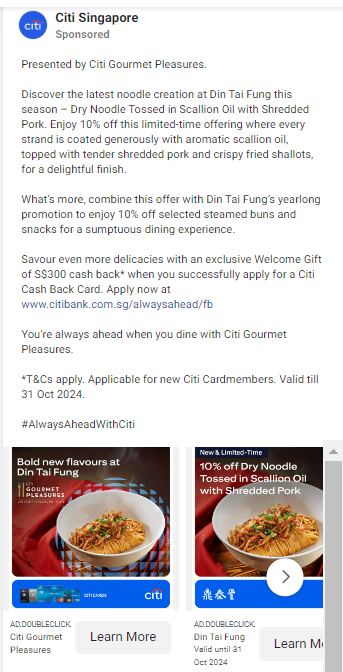 citi
Citi Singapore
Sponsored
Presented by Citi Gourmet Pleasures.
Discover the latest noodle creation at Din Tai Fung this
season – Dry Noodle Tossed in Scallion Oil with Shredded
Pork. Enjoy 10% off this limited-time offering where every
strand is coated generously with aromatic scallion oil,
topped with tender shredded pork and crispy fried shallots,
for a delightful finish.
What's more, combine this offer with Din Tai Fung's yearlong
promotion to enjoy 10% off selected steamed buns and
snacks for a sumptuous dining experience.
Savour even more delicacies with an exclusive Welcome Gift
of S$300 cash back* when you successfully apply for a Citi
Cash Back Card. Apply now at
www.citibank.com.sg/alwaysahead/fb
You're always ahead when you dine with Citi Gourmet
Pleasures.
*T&Cs apply. Applicable for new Citi Cardmembers. Valid till
31 Oct 2024.
#AlwaysAheadWithCiti
Bold new flavours at
Din Tai Fung
citi
GOURMET
PLEASURES
CITI CARDS
citi
AD.DOUBLECLICK.
Citi Gourmet
Pleasures
Learn More
New & Limited-Time
10% off Dry Noodle
Tossed in Scallion Oil
with Shredded Pork
鼎泰豐
AD.DOUBLECLICK.
Din Tai Fung
Valid until 31
Oct 2024
Learn M